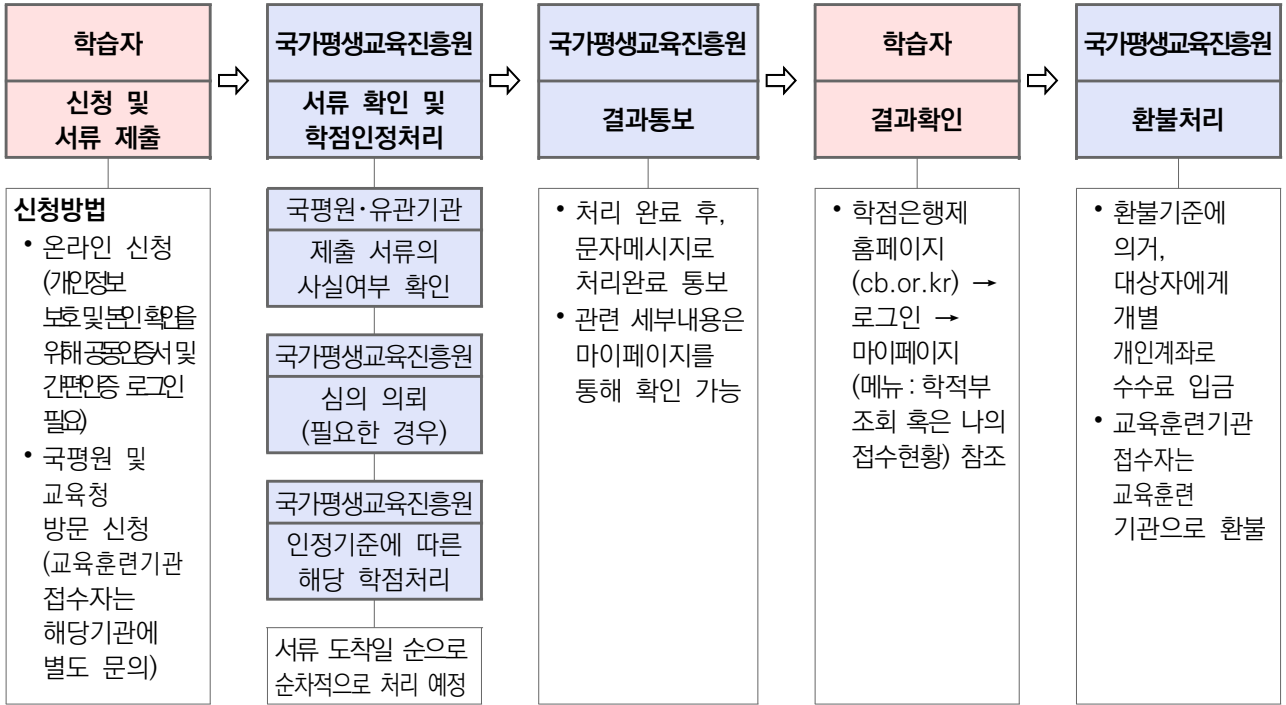 학습자
신청 및
서류 제출
신청방법
• 온라인 신청
(개인정보
보호 및 본인 확인을
위해 공동인증서 및
간편인증 로그인
필요)
• 국평원 및
교육청
방문 신청
(교육훈련기관
접수자는
해당기관에
별도 문의)
⇨
국가평생교육진흥원
서류 확인 및
학점인정처리
국평원·유관기관
제출 서류의
사실여부 확인
국가평생교육진흥원
심의 의뢰
(필요한 경우)
국가평생교육진흥원
인정기준에 따른
해당 학점처리
서류 도착일 순으로
순차적으로 처리 예정
⇨
국가평생교육진흥원
결과통보
• 처리 완료 후,
문자메시지로
처리완료 통보
• 관련 세부내용은
마이페이지를
통해 확인 가능
⇨
학습자
결과확인
• 학점은행제
홈페이지
(cb.or.kr) →
로그인 →
마이페이지
(메뉴 : 학적부
조회 혹은 나의
접수현황) 참조
⇨
국가평생교육진흥원
환불처리
• 환불기준에
의거,
대상자에게
개별
개인계좌로
수수료 입금
• 교육훈련기관
접수자는
교육훈련
기관으로 환불